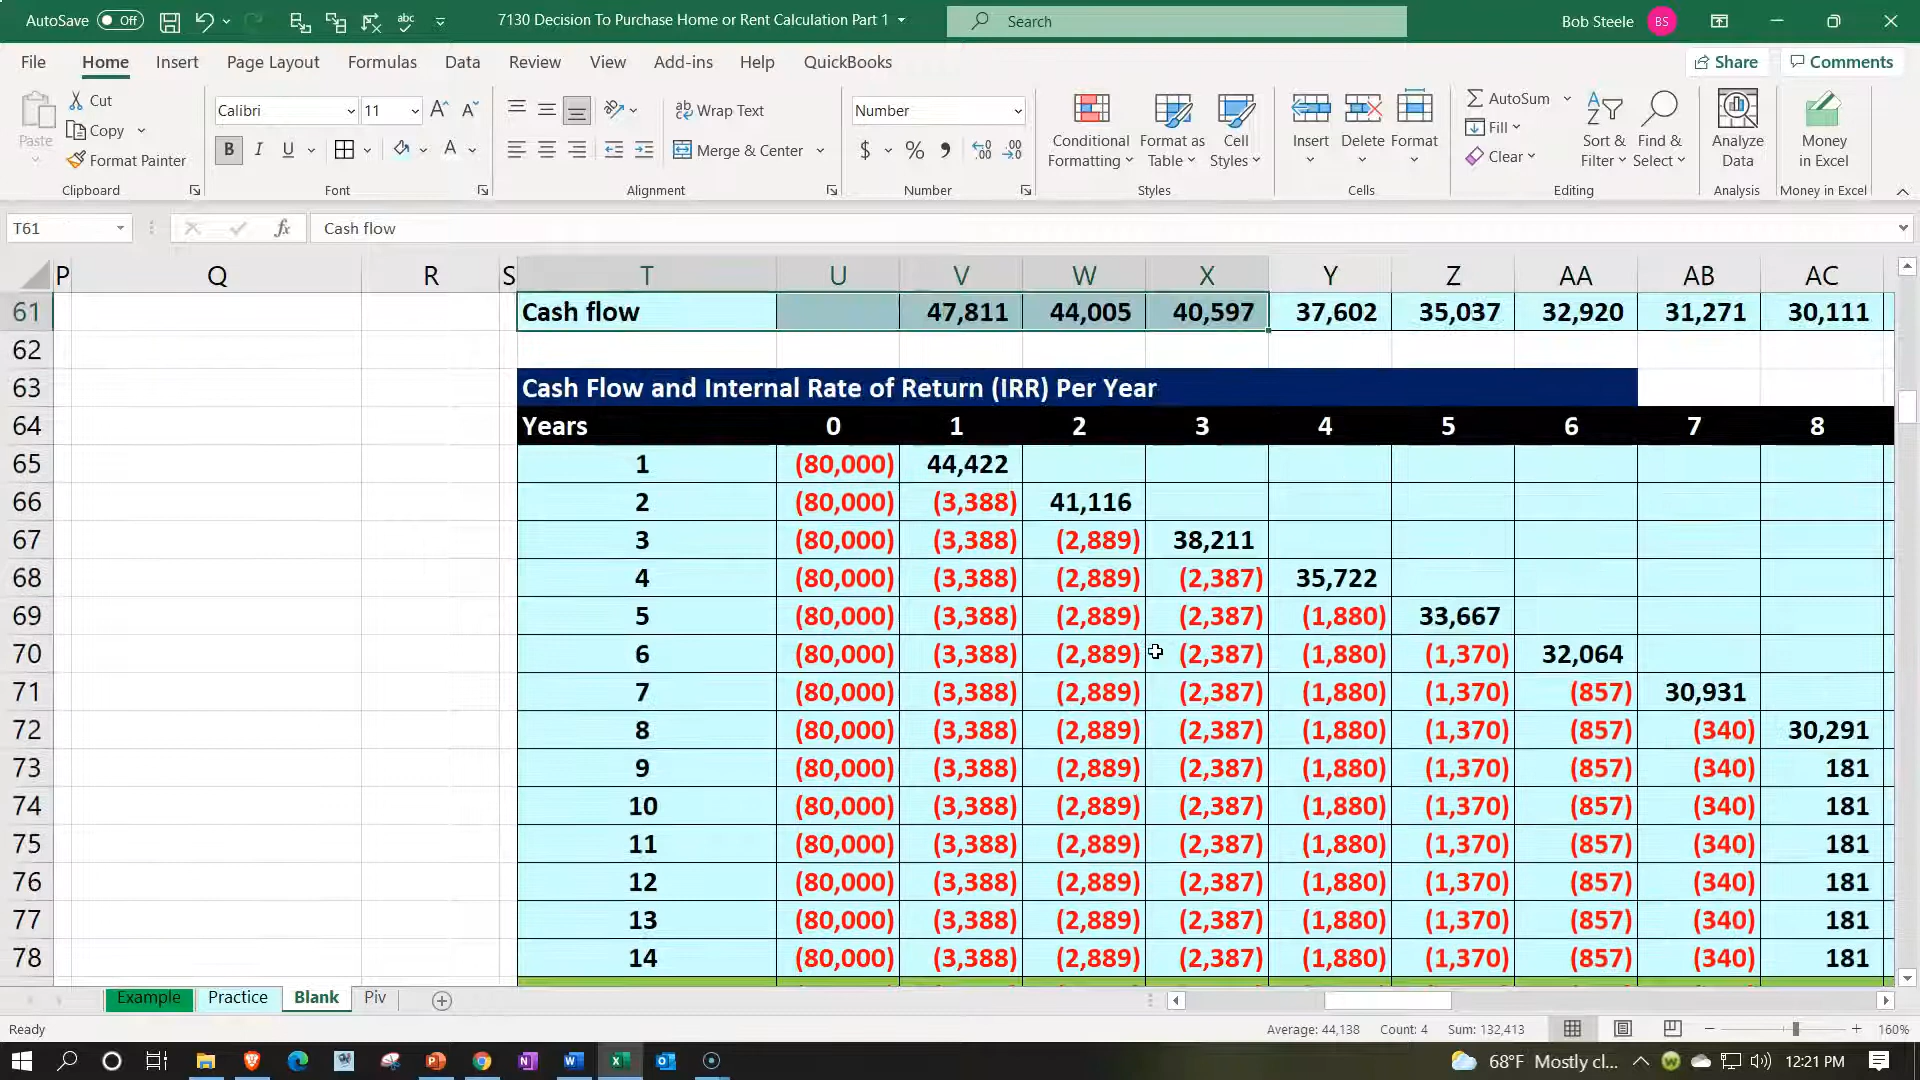 AutoSave Off 7130 Decision To Purchase Home or Rent Calculation Part 1 Search Bob Steele BS
File Home Insert Page Layout Formulas Data Review View Add-ins Help QuickBooks Share Comments
Paste Cut Copy Format Painter
Calibri 11 A A
B I U A
Wrap Text
Merge & Center
Number
$ % , .00 .00
Conditional Formatting
Format as Table
Cell Styles
Insert Delete Format
AutoSum
Fill
Clear
Sort & Filter
Find & Select
Analyze Data
Money in Excel
Clipboard Font Alignment Number Styles Cells Editing Analysis Money in Excel
T61 fx Cash flow
P Q R S T U V W X Y Z AA AB AC
61 Cash flow 47,811 44,005 40,597 37,602 35,037 32,920 31,271 30,111
62
63 Cash Flow and Internal Rate of Return (IRR) Per Year
64 Years 0 1 2 3 4 5 6 7 8
65 1 (80,000) 44,422
66 2 (80,000) (3,388) 41,116
67 3 (80,000) (3,388) (2,889) 38,211
68 4 (80,000) (3,388) (2,889) (2,387) 35,722
69 5 (80,000) (3,388) (2,889) (2,387) (1,880) 33,667
70 6 (80,000) (3,388) (2,889) (2,387) (1,880) (1,370) 32,064
71 7 (80,000) (3,388) (2,889) (2,387) (1,880) (1,370) (857) 30,931
72 8 (80,000) (3,388) (2,889) (2,387) (1,880) (1,370) (857) (340) 30,291
73 9 (80,000) (3,388) (2,889) (2,387) (1,880) (1,370) (857) (340) 181
74 10 (80,000) (3,388) (2,889) (2,387) (1,880) (1,370) (857) (340) 181
75 11 (80,000) (3,388) (2,889) (2,387) (1,880) (1,370) (857) (340) 181
76 12 (80,000) (3,388) (2,889) (2,387) (1,880) (1,370) (857) (340) 181
77 13 (80,000) (3,388) (2,889) (2,387) (1,880) (1,370) (857) (340) 181
78 14 (80,000) (3,388) (2,889) (2,387) (1,880) (1,370) (857) (340) 181
Example Practice Blank Piv
Ready Average: 44,138 Count: 4 Sum: 132,413 160%
68°F Mostly cl... 12:21 PM